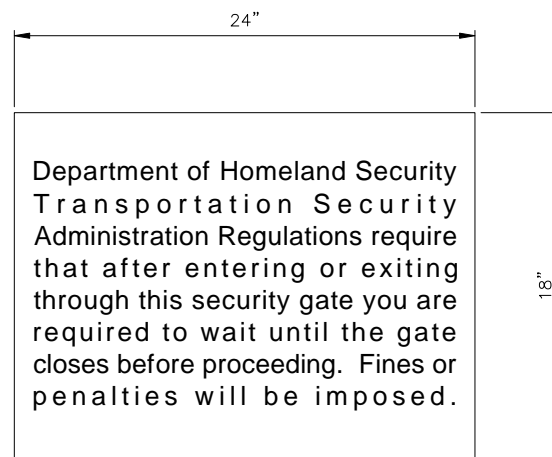 24”
Department of Homeland Security
Transportation Security
Administration Regulations require
that after entering or exiting
through this security gate you are
required to wait until the gate
closes before proceeding. Fines or
penalties will be imposed.
18”